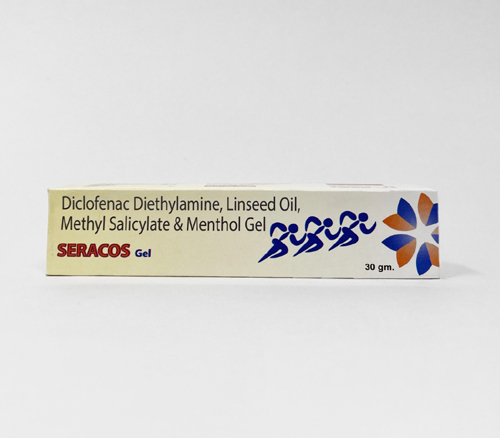 Diclofenac Diethylamine, Linseed Oil,
Methyl Salicylate & Menthol Gel
SERACOS Gel
30 gm.